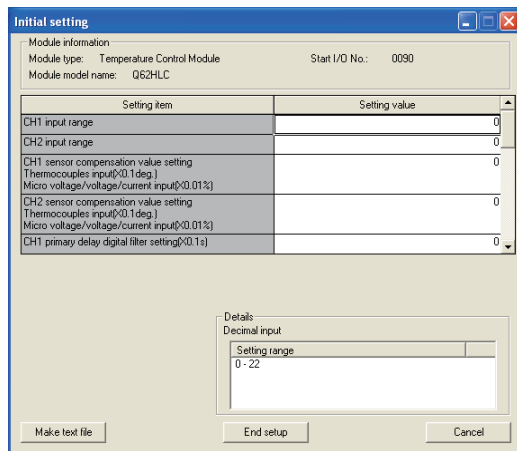 Initial setting
Module information
Module type: Temperature Control Module Start I/O No.: 0090
Module model name: Q62HLC
Setting item Setting value
CH1 input range 0
CH2 input range 0
CH1 sensor compensation value setting 0
Thermocouples input(X0.1deg.)
Micro voltage/voltage/current input(X0.01%)
CH2 sensor compensation value setting 0
Thermocouples input(X0.1deg.)
Micro voltage/voltage/current input(X0.01%)
CH1 primary delay digital filter setting(X0.1s) 0
Details
Decimal input
Setting range
0 - 22
Make text file End setup Cancel